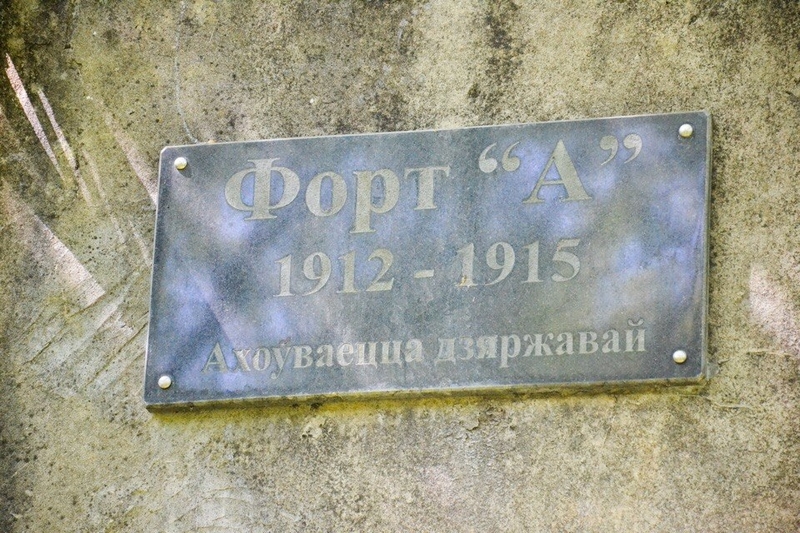 Форт “А”
1912 - 1915
Ахоўваецца дзяржавай